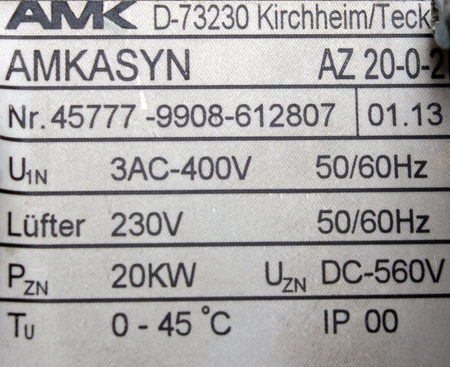 AMK D-73230 Kirchheim/Teck
AMKASYN AZ 20-0-2
Nr. 45777 -9908-612807 01.13
U1N 3AC-400V 50/60Hz
Lüfter 230V 50/60Hz
PZN 20KW UZN DC-560V
TU 0 - 45 °C IP 00